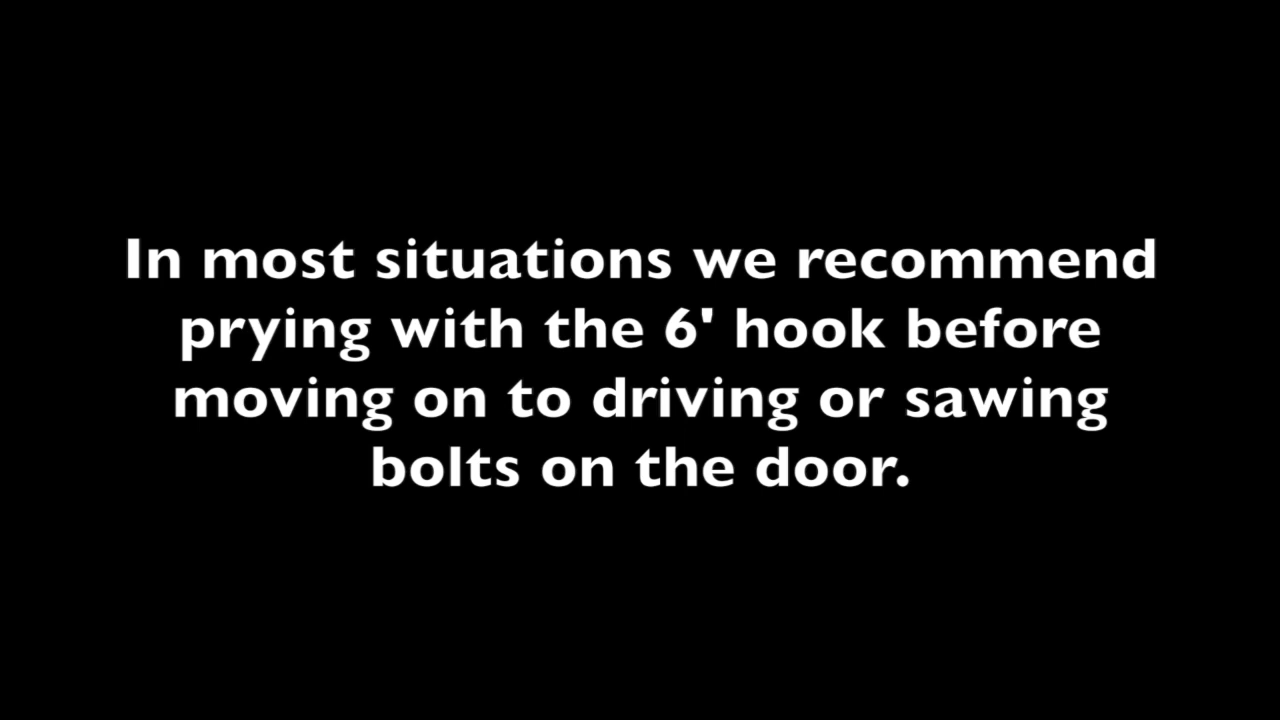 In most situations we recommend
prying with the 6' hook before
moving on to driving or sawing
bolts on the door.